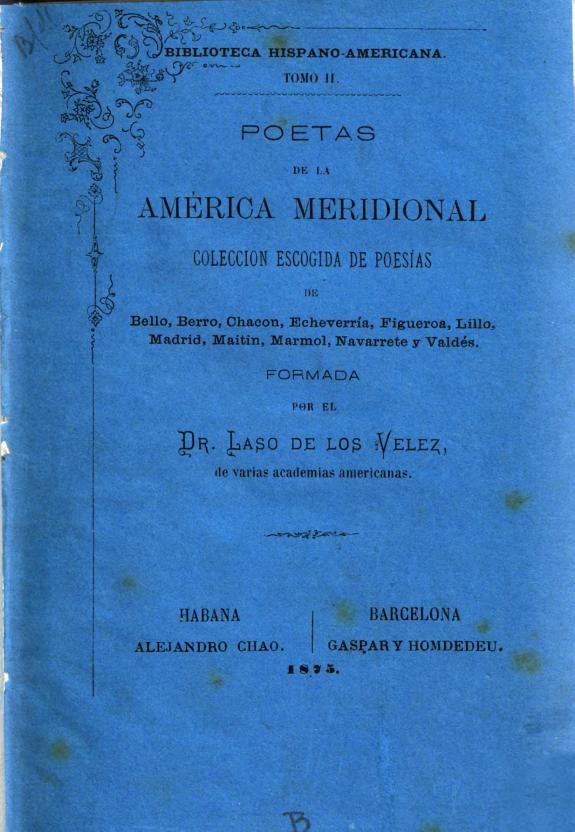 B/II
BIBLIOTECA HISPANO-AMERICANA.
TOMO II.
POETAS
DE LA
AMÉRICA MERIDIONAL
COLECCION ESCOGIDA DE POESÍAS
DE
Bello, Berro, Chacon, Echeverría, Figueroa, Lillo,
Madrid, Maitin, Marmol, Navarrete y Valdés.
FORMADA
POR EL
DR. LASO DE LOS VELEZ,
de varias academias americanas.
HABANA
ALEJANDRO CHAO.
BARCELONA
GASPAR Y HOMDEDEU.
1875.
B